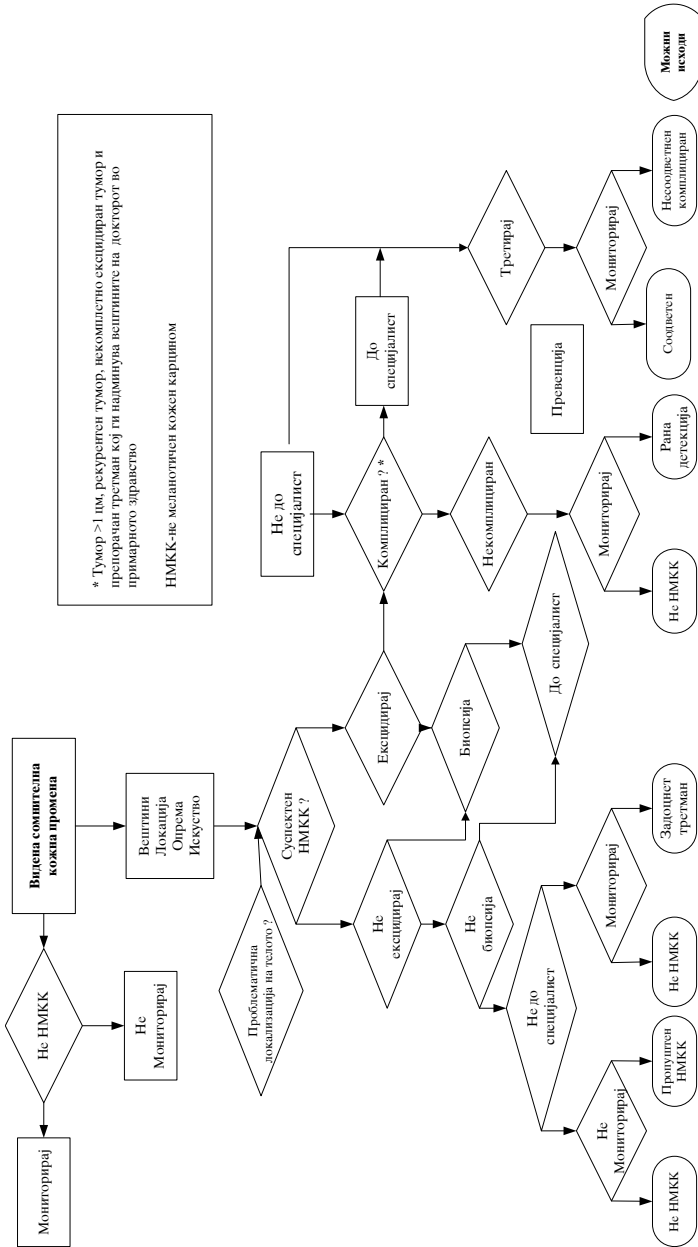 Видена сомнителна
кожна промена
Не НМКК
Мониторирај
Не
Мониторирај
Вештини
Локација
Опрема
Искуство
Проблематична
локализација на телото ?
Суспектен
НМКК ?
Не
ексцидирај
Ексцидирај
Не
биопсија
Биопсија
Не до
специјалист
До специјалист
Не
Мониторирај
Мониторирај
Не НМКК
Пропуштен
НМКК
Не НМКК
Задоцнет
третман
* Тумор >1 цм, рекурентен тумор, некомплетно ексцидиран тумор и
препорачан третман кој ги надминува вештините на докторот во
примарното здравство
НМКК-не меланотичен кожен карцином
Не до
специјалист
Комплициран ? *
До
специјалист
Некомплициран
Мониторирај
Не НМКК
Рана
детекција
Превенција
Третирај
Мониторирај
Соодветен
Несоодветнен
комплициран
Можни
исходи